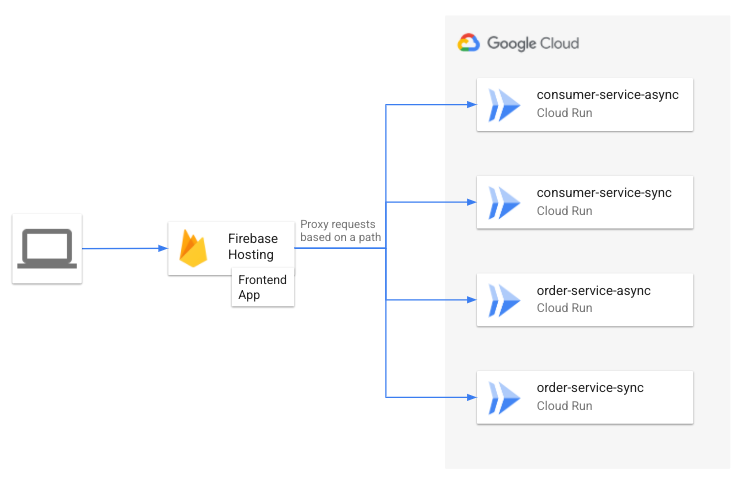 Google Cloud
consumer-service-async
Cloud Run
consumer-service-sync
Cloud Run
Proxy requests
based on a path
Firebase
Hosting
Frontend
App
order-service-async
Cloud Run
order-service-sync
Cloud Run